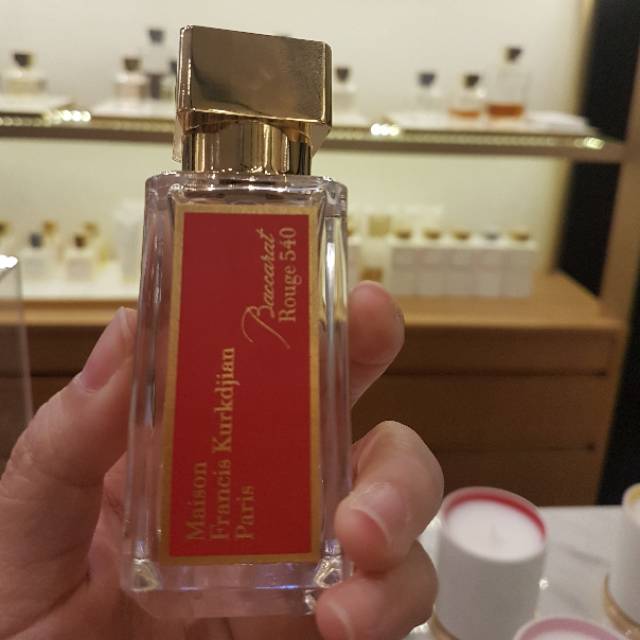 Baccarat
Rouge 540
Maison
Francis Kurkdjian
Paris